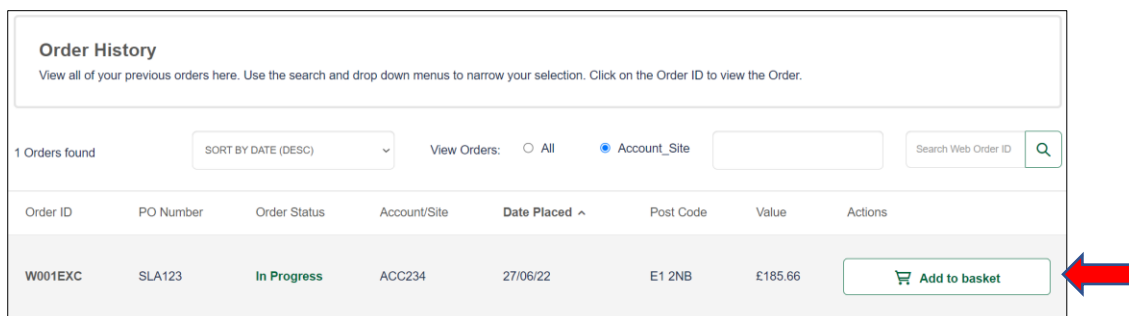 Order History
View all of your previous orders here. Use the search and drop down menus to narrow your selection. Click on the Order ID to view the Order.
1 Orders found SORT BY DATE (DESC) View Orders: All Account_Site Search Web Order ID
Order ID PO Number Order Status Account/Site Date Placed Post Code Value Actions
W001EXC SLA123 In Progress ACC234 27/06/22 E1 2NB £185.66 Add to basket